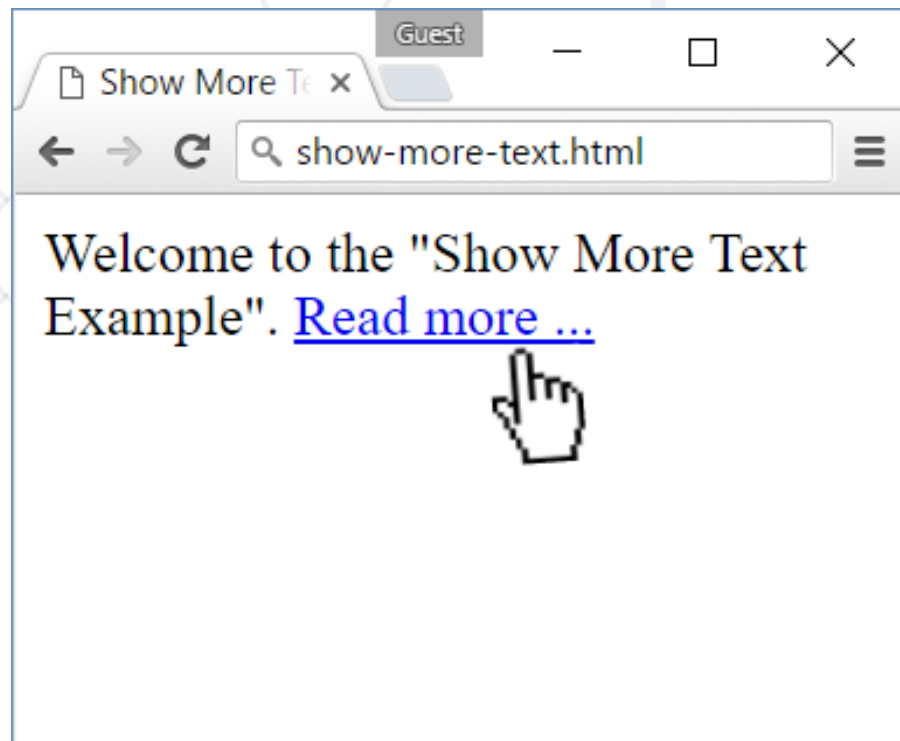 Guest
Show More Te
show-more-text.html
Welcome to the "Show More Text
Example". Read more ...